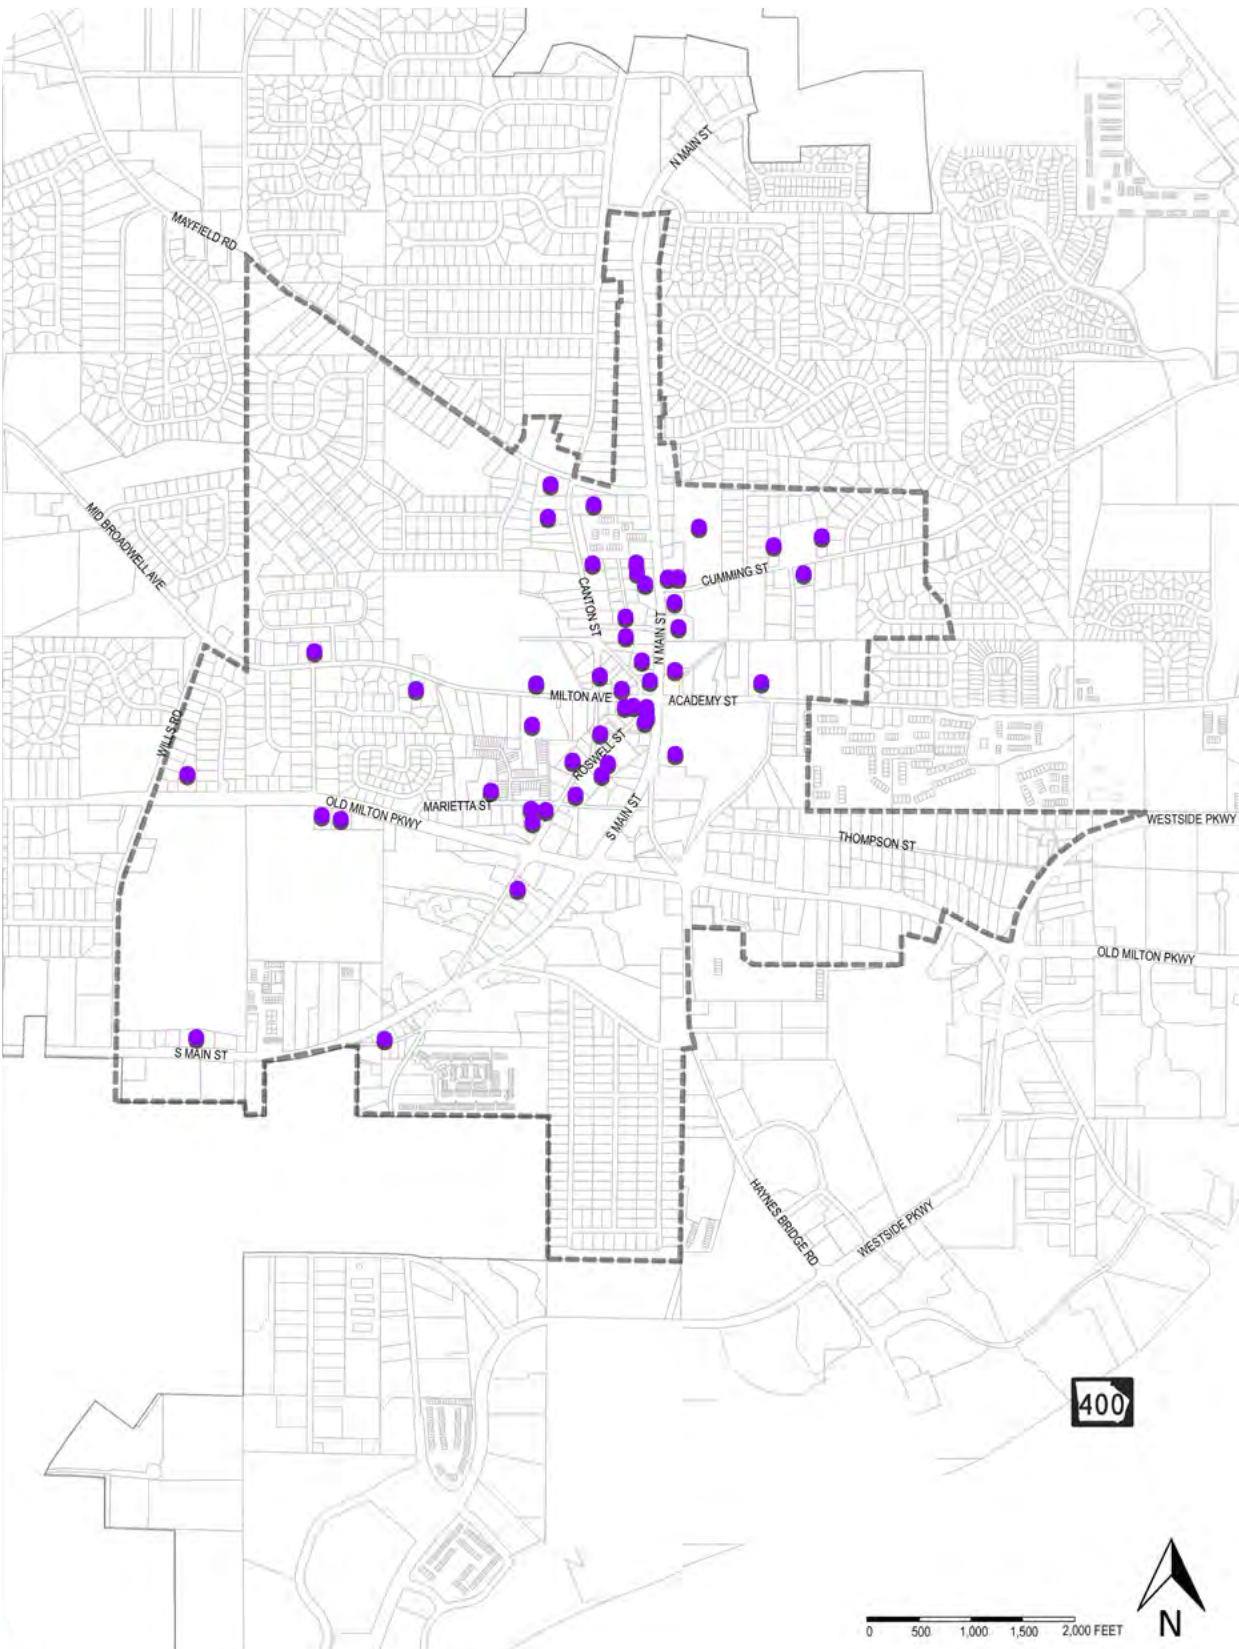 N MAIN ST
MAYFIELD RD
MID BROADWELL AVE
CUMMING ST
CANTON ST
N MAIN ST
MILTON AVE
ACADEMY ST
WILLS RD
ROSWELL ST
MARIETTA ST
OLD MILTON PKWY
S MAIN ST
WESTSIDE PKWY
THOMPSON ST
OLD MILTON PKWY
S MAIN ST
HAYNES BRIDGE RD
WESTSIDE PKWY
400
N
0 500 1,000 1,500 2,000 FEET